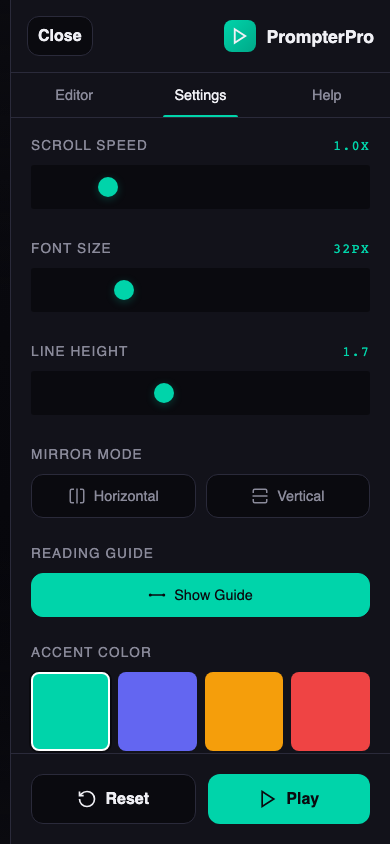 Close
PrompterPro
Editor Settings Help
SCROLL SPEED 1.0X
FONT SIZE 32PX
LINE HEIGHT 1.7
MIRROR MODE
Horizontal Vertical
READING GUIDE
Show Guide
ACCENT COLOR
Reset Play